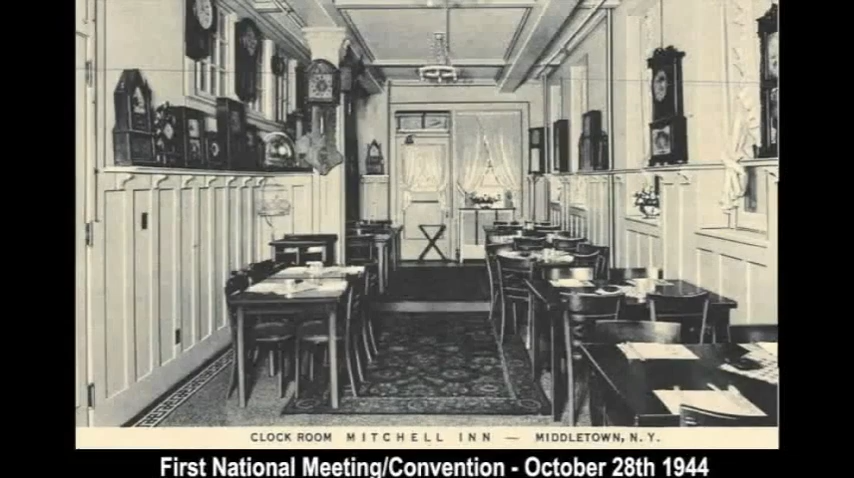 CLOCK ROOM MITCHELL INN — MIDDLETOWN, N.Y.
First National Meeting/Convention - October 28th 1944